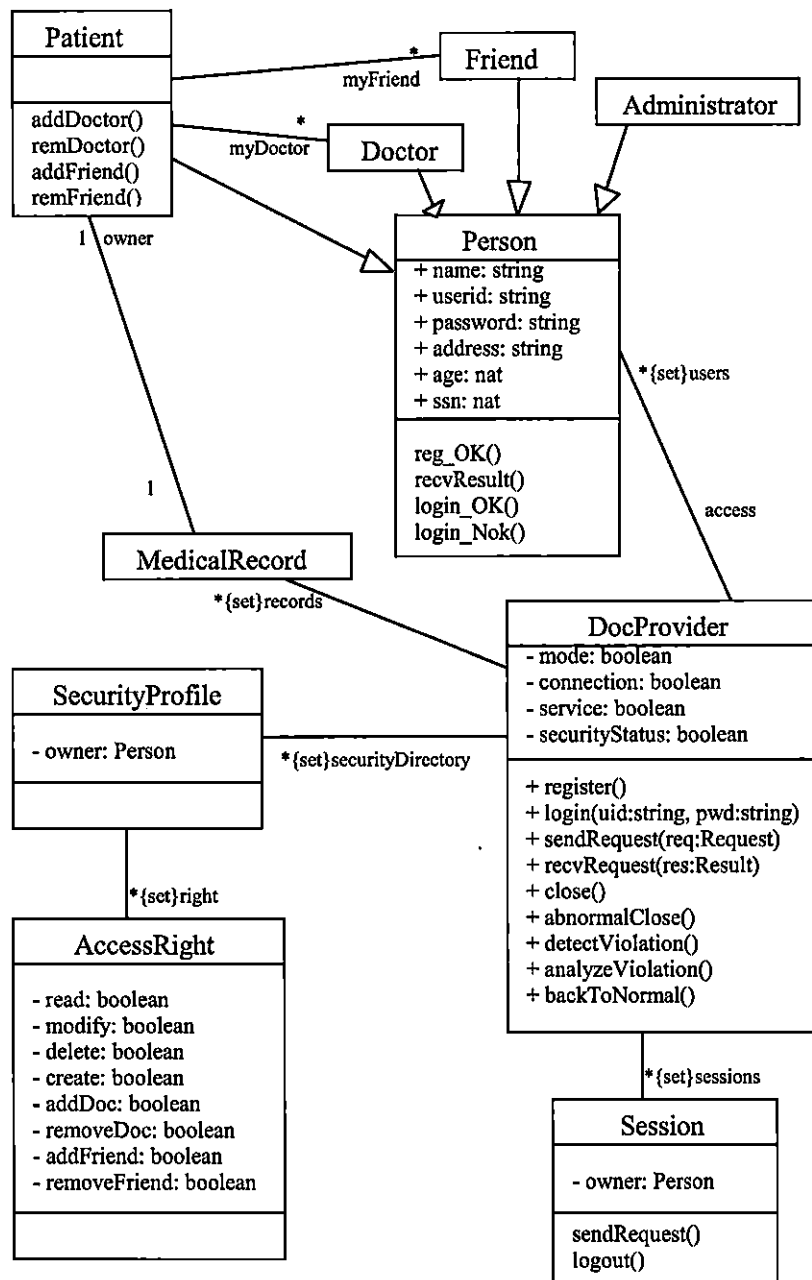 Patient
addDoctor()
remDoctor()
addFriend()
remFriend()
*
myFriend
Friend
*
myDoctor
Doctor
Administrator
1 owner
1
Person
+ name: string
+ userid: string
+ password: string
+ address: string
+ age: nat
+ ssn: nat
reg_OK()
recvResult()
login_OK()
login_Nok()
*{set}users
access
MedicalRecord
*{set}records
DocProvider
- mode: boolean
- connection: boolean
- service: boolean
- securityStatus: boolean
+ register()
+ login(uid:string, pwd:string)
+ sendRequest(req:Request)
+ recvRequest(res:Result)
+ close()
+ abnormalClose()
+ detectViolation()
+ analyzeViolation()
+ backToNormal()
SecurityProfile
- owner: Person
*{set}securityDirectory
*{set}right
AccessRight
- read: boolean
- modify: boolean
- delete: boolean
- create: boolean
- addDoc: boolean
- removeDoc: boolean
- addFriend: boolean
- removeFriend: boolean
*{set}sessions
Session
- owner: Person
sendRequest()
logout()